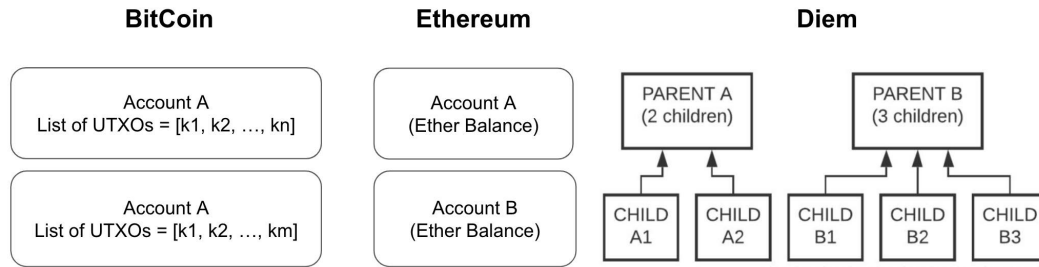 BitCoin
Ethereum
Diem
Account A
List of UTXOs = [k1, k2, ..., kn]
Account A
List of UTXOs = [k1, k2, ..., km]
Account A
(Ether Balance)
Account B
(Ether Balance)
PARENT A
(2 children)
PARENT B
(3 children)
CHILD
A1
CHILD
A2
CHILD
B1
CHILD
B2
CHILD
B3